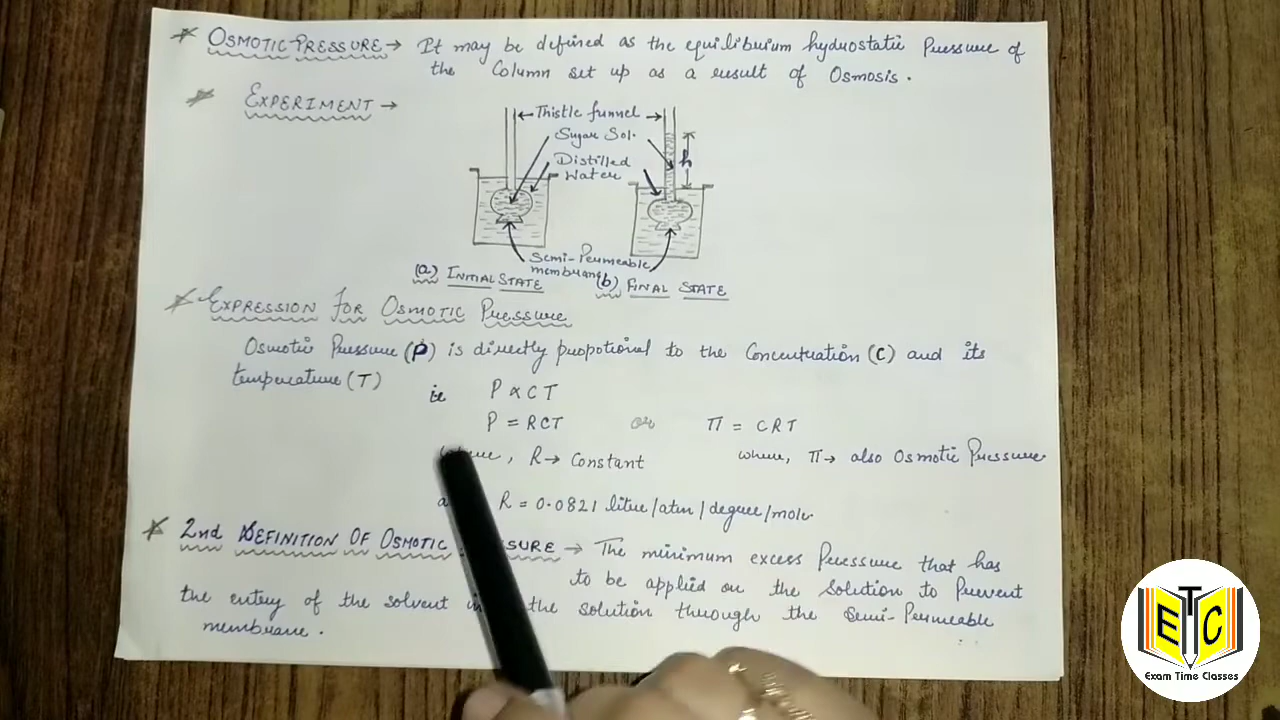 * OSMOTIC PRESSURE → It may be defined as the equilibrium hydrostatic Pressure of
the Column set up as a result of Osmosis.
* EXPERIMENT →
← Thistle funnel →
Sugar Sol.
Distilled
Water
h
Semi-Permeable
membrane
(a) INITIAL STATE
(b) FINAL STATE
* EXPRESSION FOR OSMOTIC PRESSURE
Osmotic Pressure (P) is directly propotional to the Concentration (C) and its
temperature (T)
ie P ∝ CT
P = RCT or π = CRT
where, R → Constant where, π → also Osmotic Pressure
R = 0.0821 litre/atm/degree/mole
* 2nd DEFINITION OF OSMOTIC SURE → The minimum excess Pressure that has
to be applied on the Solution to Prevent
the entry of the solvent the solution through the Semi-Permeable
membrane.
ETC
Exam Time Classes